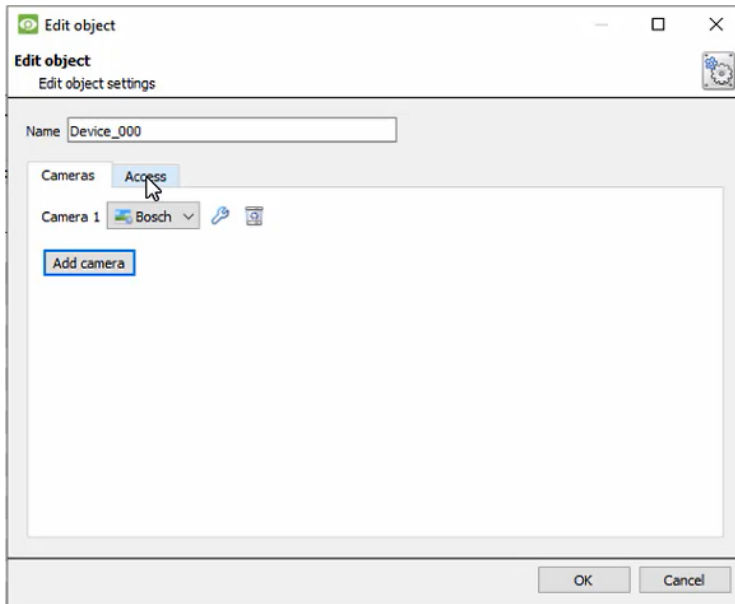 Edit object
Edit object
Edit object settings
Name Device_000
Cameras Access
Camera 1 Bosch
Add camera
OK Cancel